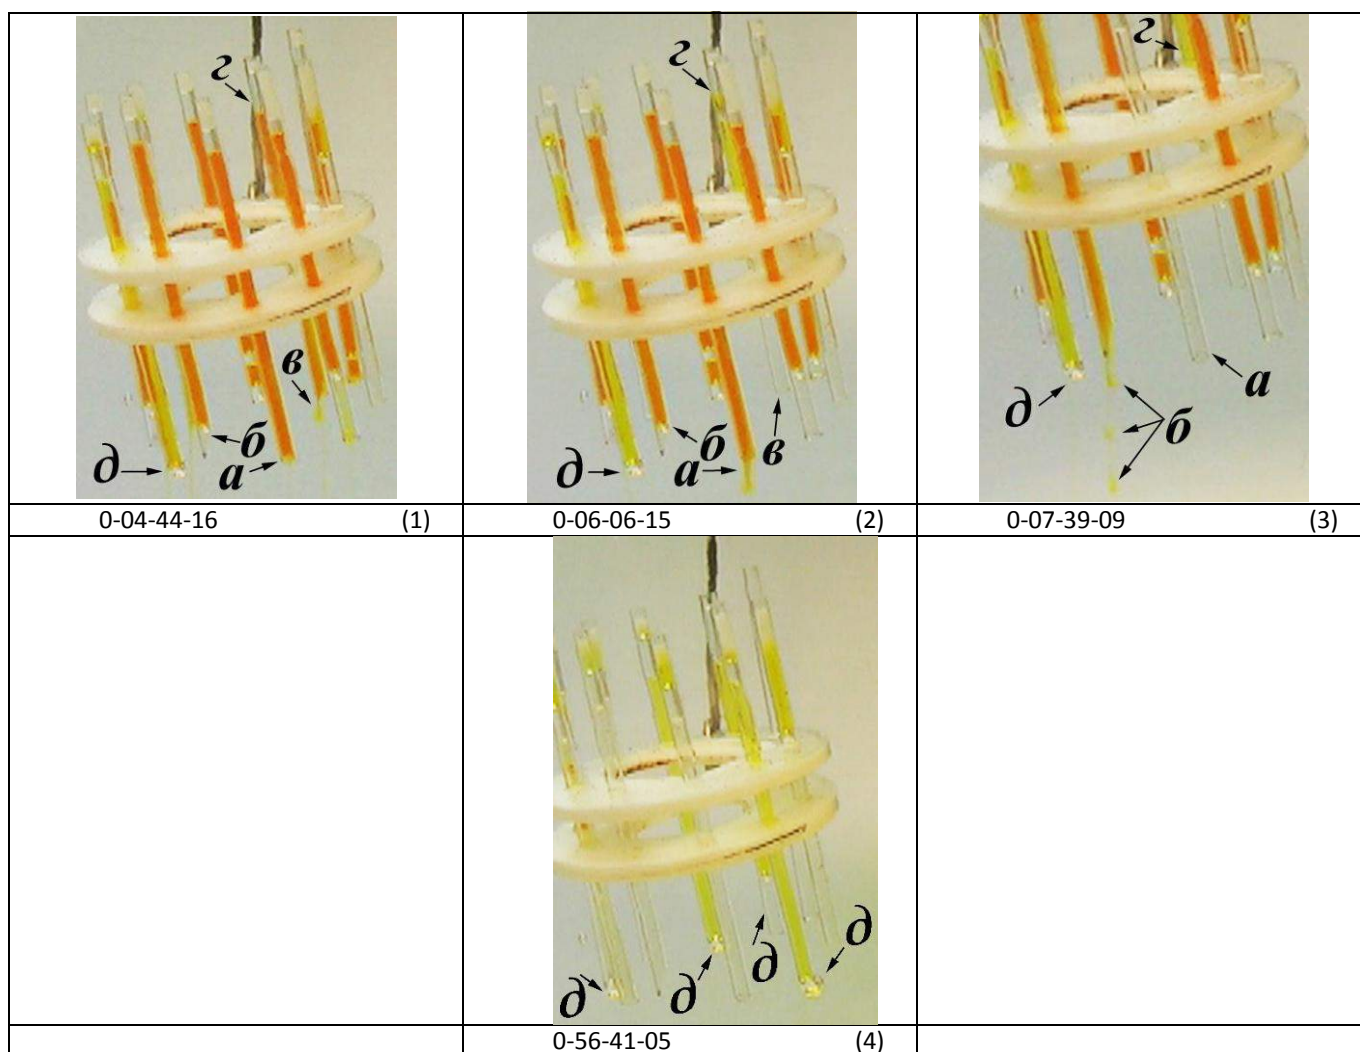 г
в
б
д
а
0-04-44-16 (1)
г
в
б
д
а
0-06-06-15 (2)
г
а
д
б
0-07-39-09 (3)
д
д
д
д
0-56-41-05 (4)